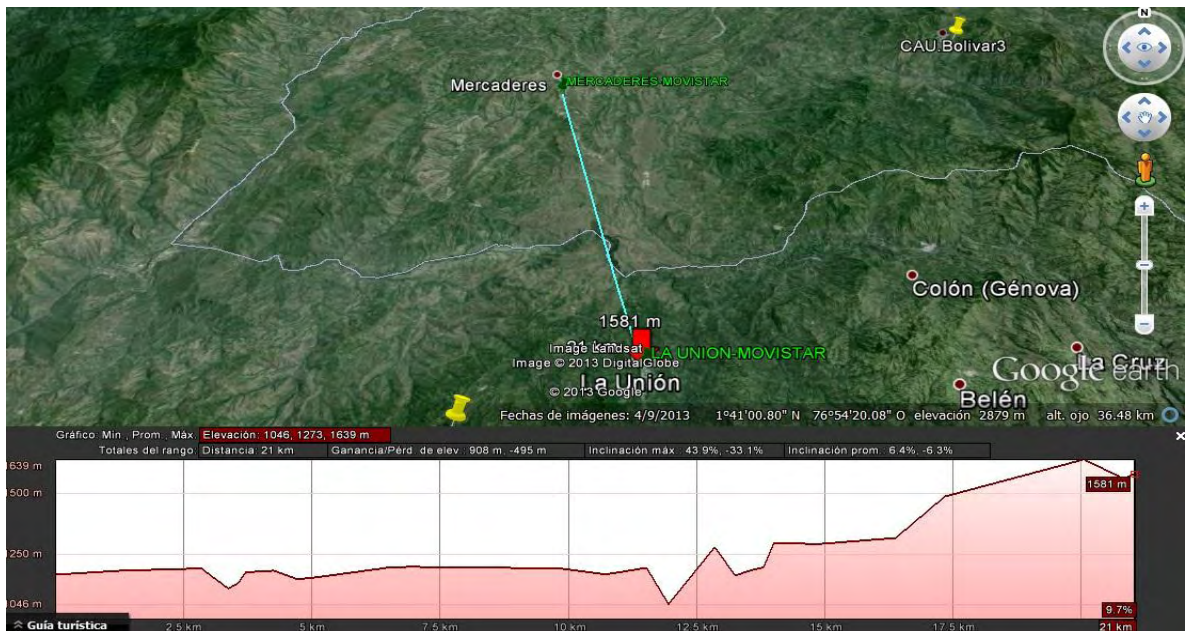 N
CAU.Bolivar3
Mercaderes
MERCADERES-MOVISTAR
Colón (Génova)
1581 m
21 km
Image Landsat
LA UNION-MOVISTAR
Image © 2013 DigitalGlobe
La Unión
© 2013 Google
La Cruz
Google earth
Belén
Fechas de imágenes: 4/9/2013 1°41'00.80" N 76°54'20.08" O elevación 2879 m alt. ojo 36.48 km
Gráfico: Mín., Prom., Máx. Elevación: 1046, 1273, 1639 m
Totales del rango: Distancia: 21 km Ganancia/Pérd. de elev.: 908 m, -495 m Inclinación máx.: 43.9%, -33.1% Inclinación prom.: 6.4%, -6.3%
1639 m
1581 m
1500 m
1250 m
1046 m
9.7%
Guía turística 2.5 km 5 km 7.5 km 10 km 12.5 km 15 km 17.5 km 21 km